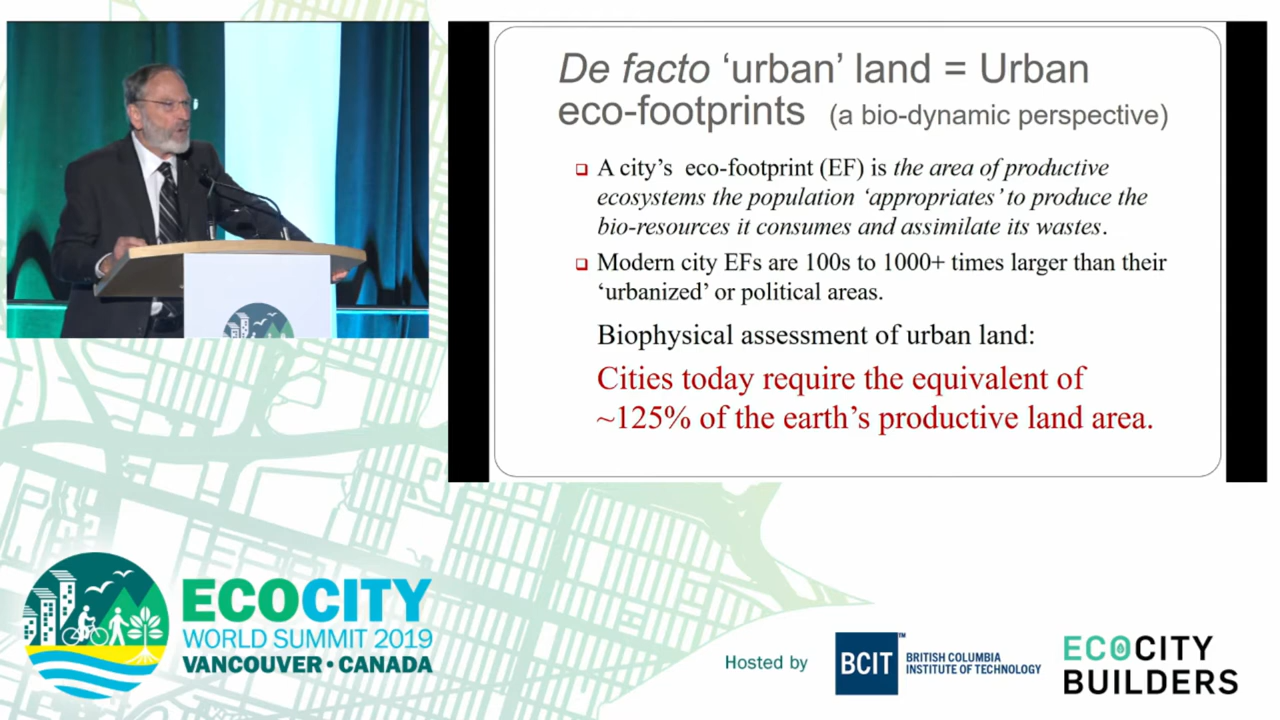 De facto ‘urban’ land = Urban
eco-footprints (a bio-dynamic perspective)
A city’s eco-footprint (EF) is the area of productive
ecosystems the population ‘appropriates’ to produce the
bio-resources it consumes and assimilate its wastes.
Modern city EFs are 100s to 1000+ times larger than their
‘urbanized’ or political areas.
Biophysical assessment of urban land:
Cities today require the equivalent of
~125% of the earth’s productive land area.
ECOCITY
WORLD SUMMIT 2019
VANCOUVER • CANADA
Hosted by
BCIT™
BRITISH COLUMBIA
INSTITUTE OF TECHNOLOGY
ECOCITY
BUILDERS